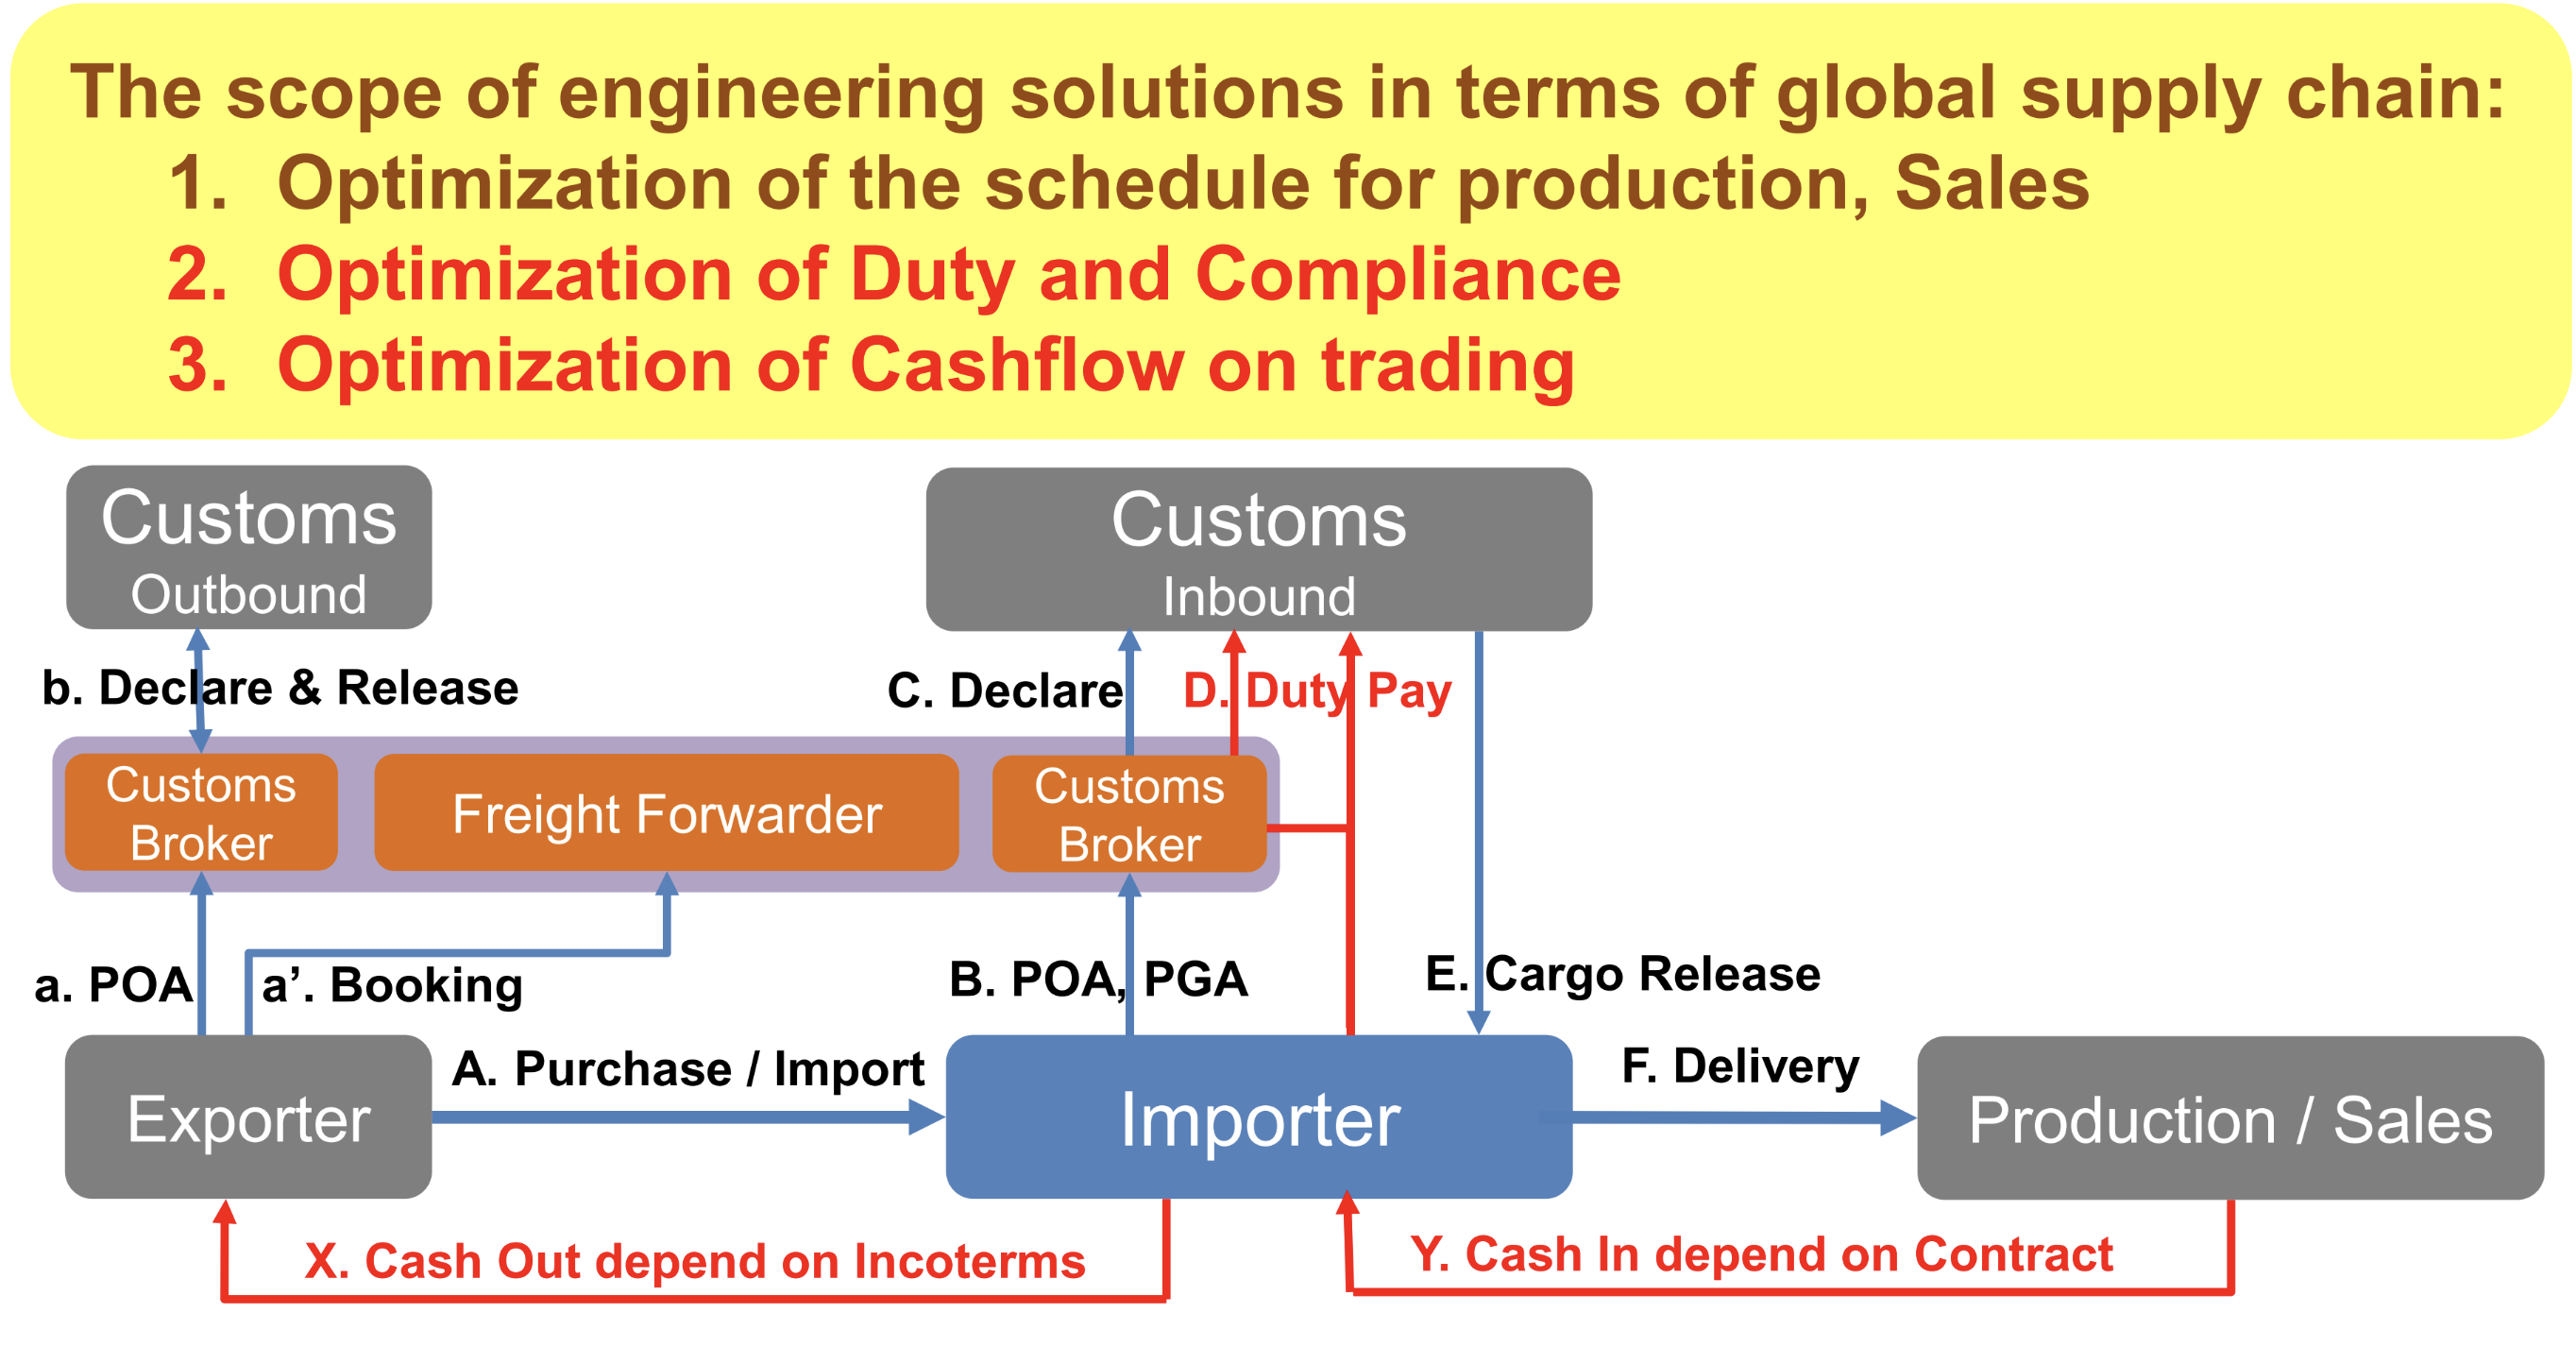 The scope of engineering solutions in terms of global supply chain:
1. Optimization of the schedule for production, Sales
2. Optimization of Duty and Compliance
3. Optimization of Cashflow on trading
Customs
Outbound
Customs
Inbound
b. Declare & Release
C. Declare
D. Duty Pay
Customs
Broker
Freight Forwarder
Customs
Broker
a. POA
a’. Booking
B. POA, PGA
E. Cargo Release
Exporter
A. Purchase / Import
Importer
F. Delivery
Production / Sales
X. Cash Out depend on Incoterms
Y. Cash In depend on Contract